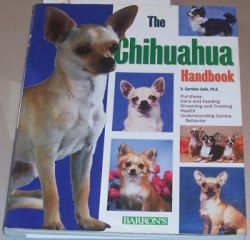 The
Chihuahua
Handbook
D. Caroline Coile, Ph.D.
Purchase
Care and Feeding
Grooming and Training
Health
Understanding Canine
Behavior
BARRON'S